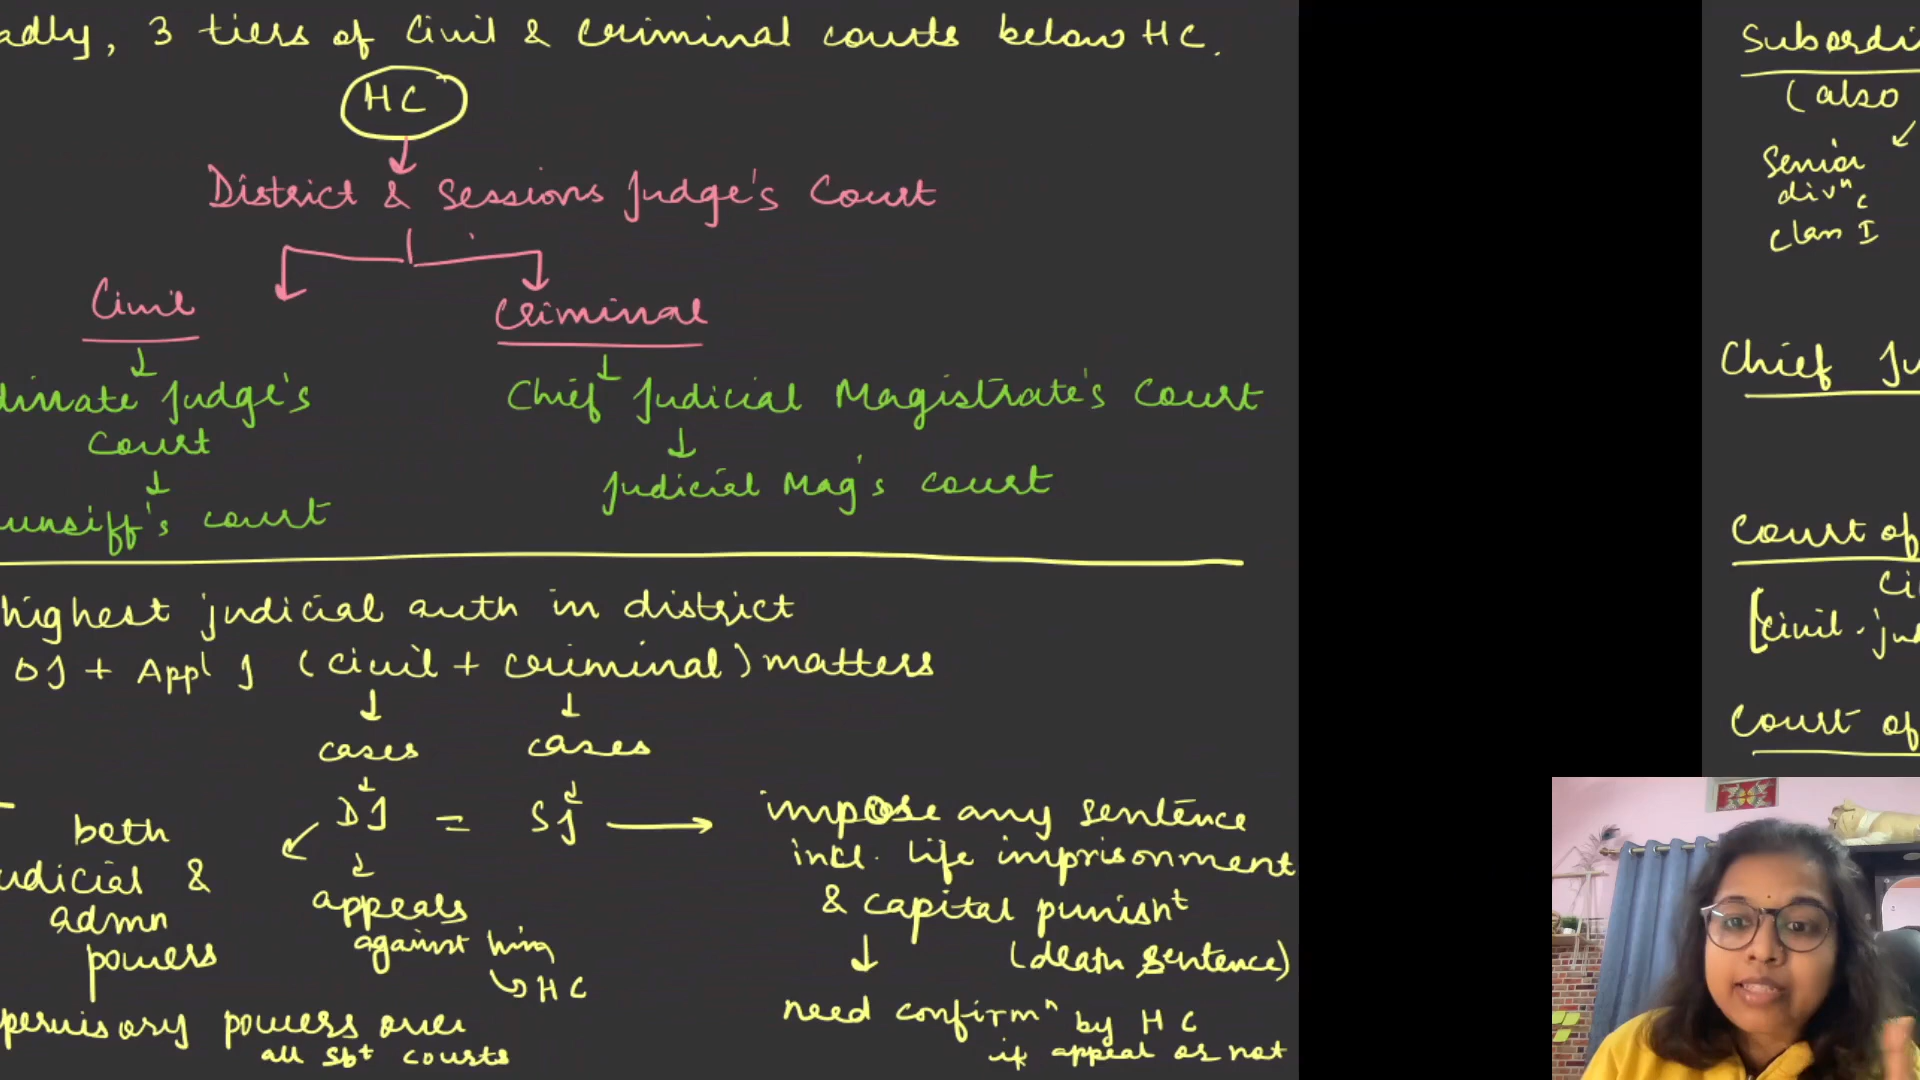 adly, 3 tiers of Civil & Criminal courts below HC.
HC
District & Sessions Judge's Court
Civil
Criminal
dinate Judge's
Court
unsiff's court
Chief Judicial Magistrate's Court
Judicial Mag's court
highest judicial auth in district
OJ + Appl J (civil + criminal) matters
cases
cases
DJ = SJ
both
udicial &
admn
powers
appeals
against him
HC
pervisory powers over
all sbt courts
impose any sentence
incl. life imprisonment
& capital punisht
(death sentence)
need confirmn by HC
if appeal or not
Subordi
(also
Senior
divn c
class I
Chief Ju
Court of
Ci
[civil. ju
Court of